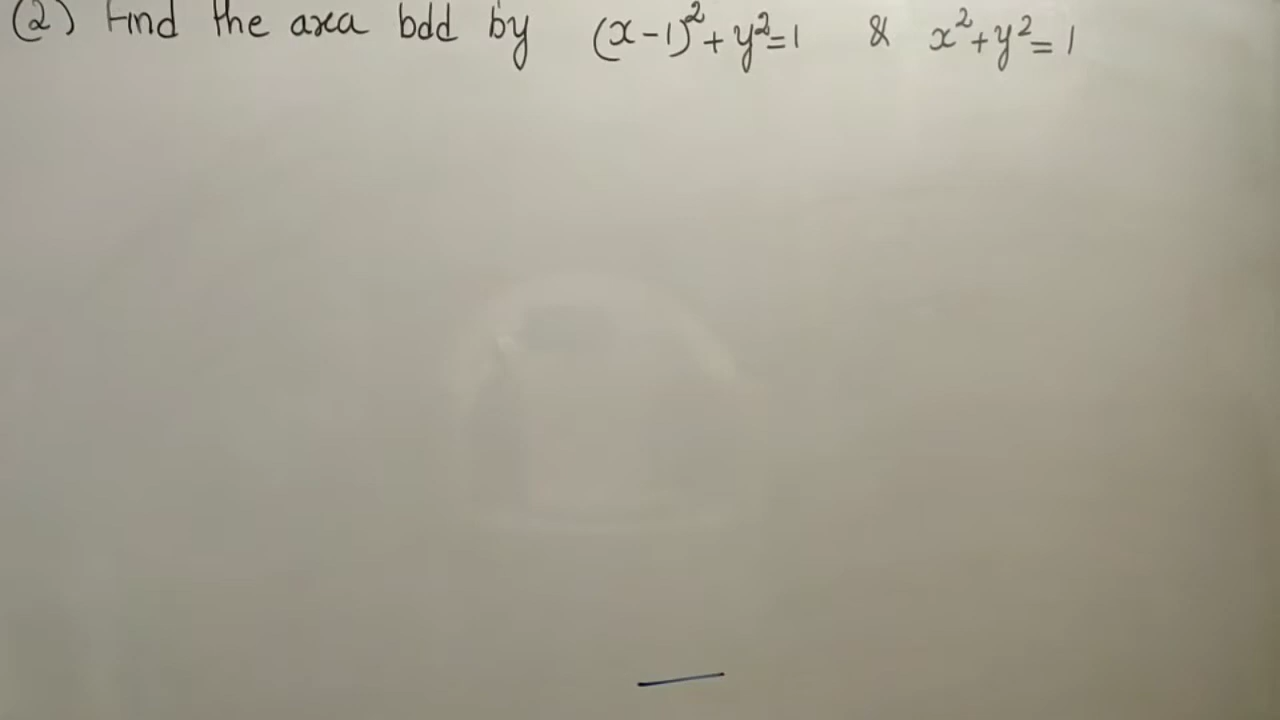 (2) Find the area bdd by (x-1)²+y²=1 & x²+y²=1